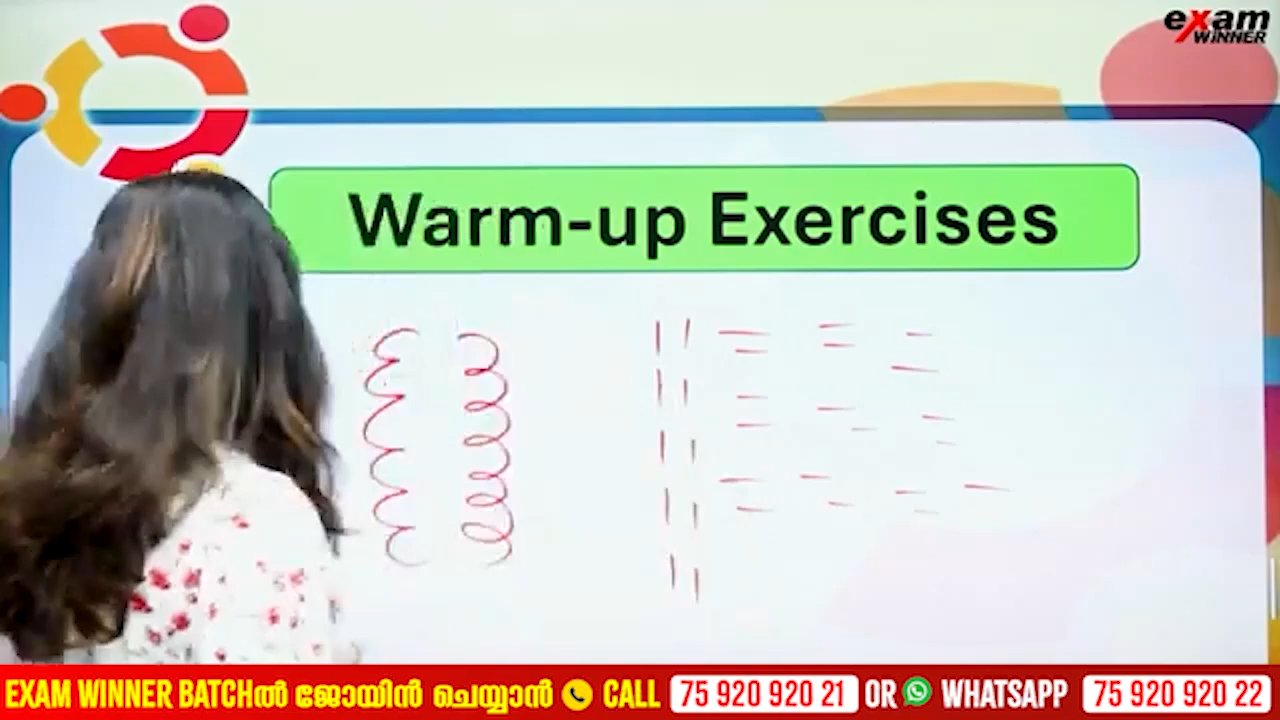 exam
WINNER
Warm-up Exercises
EXAM WINNER BATCHൽ ജോയിൻ ചെയ്യാൻ CALL 75 920 920 21 OR WHATSAPP 75 920 920 22